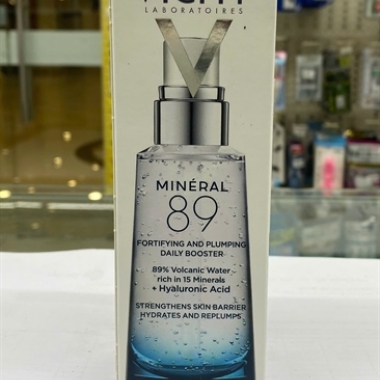 VICHY
LABORATOIRES
MINÉRAL
89
FORTIFYING AND PLUMPING
DAILY BOOSTER
89% Volcanic Water
rich in 15 Minerals
+ Hyaluronic Acid
STRENGTHENS SKIN BARRIER
HYDRATES AND REPLUMPS